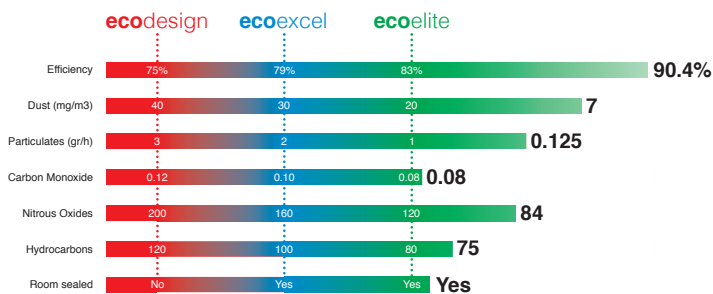 ecodesign ecoexcel ecoelite
Efficiency 75% 79% 83% 90.4%
Dust (mg/m3) 40 30 20 7
Particulates (gr/h) 3 2 1 0.125
Carbon Monoxide 0.12 0.10 0.08 0.08
Nitrous Oxides 200 160 120 84
Hydrocarbons 120 100 80 75
Room sealed No Yes Yes Yes